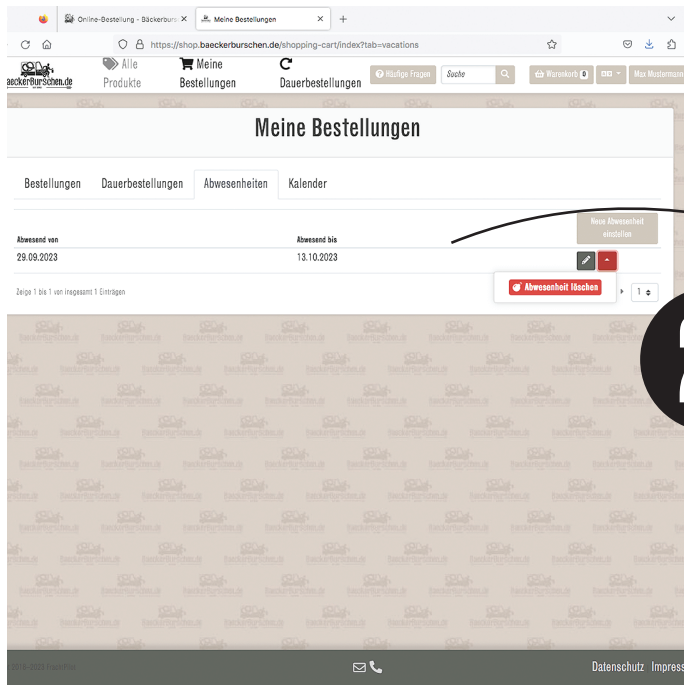 Online-Bestellung - Bäckerburs
Meine Bestellungen
https://shop.baeckerburschen.de/shopping-cart/index?tab=vacations
aeckerBurschen.de
Alle Produkte
Meine Bestellungen
Dauerbestellungen
Häufige Fragen
Suche
Warenkorb 0
Max Mustermann
Meine Bestellungen
Bestellungen
Dauerbestellungen
Abwesenheiten
Kalender
Neue Abwesenheit
einstellen
Abwesend von
Abwesend bis
29.09.2023
13.10.2023
Abwesenheit löschen
Zeige 1 bis 1 von insgesamt 1 Einträgen
1
Datenschutz Impress